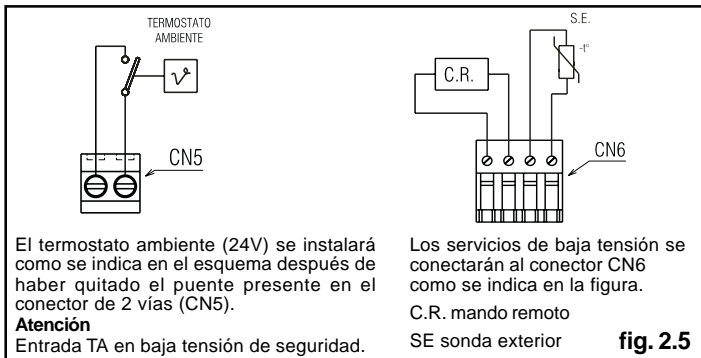 TERMOSTATO
AMBIENTE
CN5
El termostato ambiente (24V) se instalará
como se indica en el esquema después de
haber quitado el puente presente en el
conector de 2 vías (CN5).
Atención
Entrada TA en baja tensión de seguridad.
S.E.
-t°
C.R.
CN6
Los servicios de baja tensión se
conectarán al conector CN6
como se indica en la figura.
C.R. mando remoto
SE sonda exterior
fig. 2.5